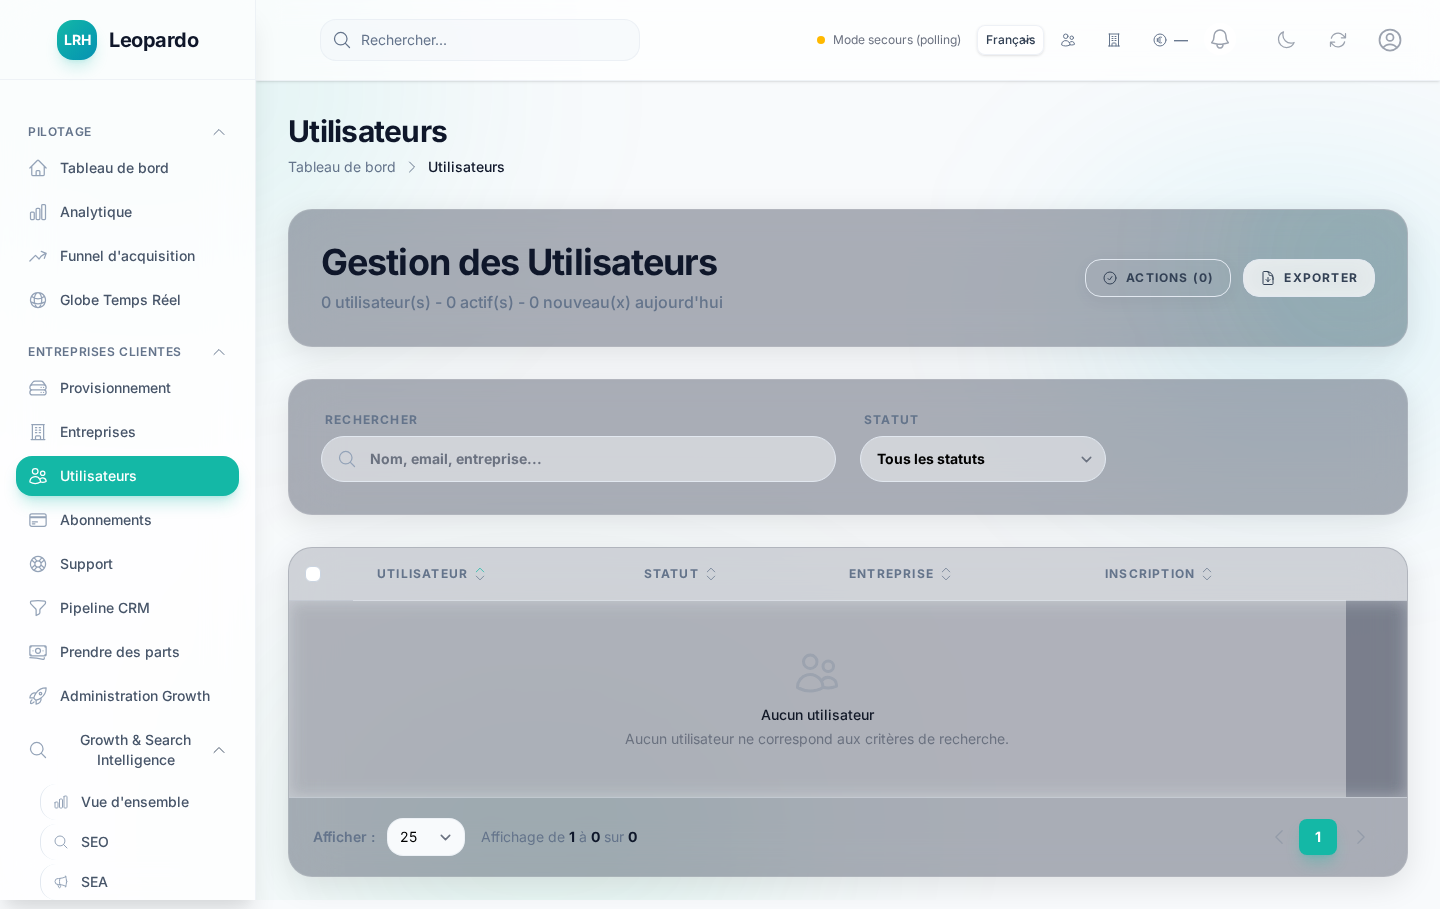 LRH Leopardo
Rechercher...
Mode secours (polling)
Français
€ —
PILOTAGE
Tableau de bord
Analytique
Funnel d'acquisition
Globe Temps Réel
ENTREPRISES CLIENTES
Provisionnement
Entreprises
Utilisateurs
Abonnements
Support
Pipeline CRM
Prendre des parts
Administration Growth
Growth & Search
Intelligence
Vue d'ensemble
SEO
SEA
Utilisateurs
Tableau de bord
Utilisateurs
Gestion des Utilisateurs
0 utilisateur(s) - 0 actif(s) - 0 nouveau(x) aujourd'hui
ACTIONS (0)
EXPORTER
RECHERCHER
Nom, email, entreprise...
STATUT
Tous les statuts
UTILISATEUR
STATUT
ENTREPRISE
INSCRIPTION
Aucun utilisateur
Aucun utilisateur ne correspond aux critères de recherche.
Afficher :
25
Affichage de 1 à 0 sur 0
1